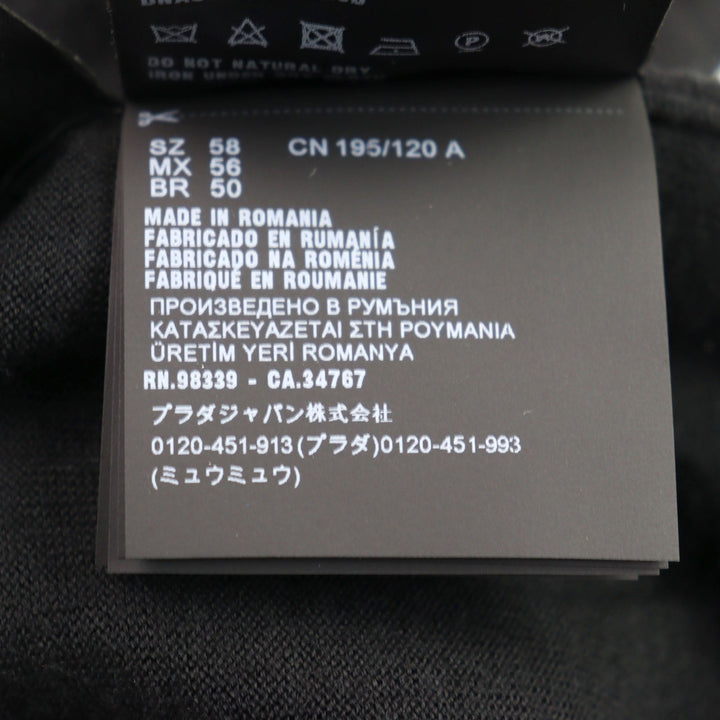 DO NOT NATURAL DRY
IRON UNDER
SZ 58 CN 195/120 A
MX 56
BR 50
MADE IN ROMANIA
FABRICADO EN RUMANÍA
FABRICADO NA ROMÉNIA
FABRIQUÉ EN ROUMANIE
ПРОИЗВЕДЕНО В РУМЪНИЯ
ΚΑΤΑΣΚΕΥΑΖΕΤΑΙ ΣΤΗ ΡΟΥΜΑΝΙΑ
ÜRETİM YERİ ROMANYA
RN.98339 - CA.34767
プラダジャパン株式会社
0120-451-913(プラダ)0120-451-993
(ミュウミュウ)